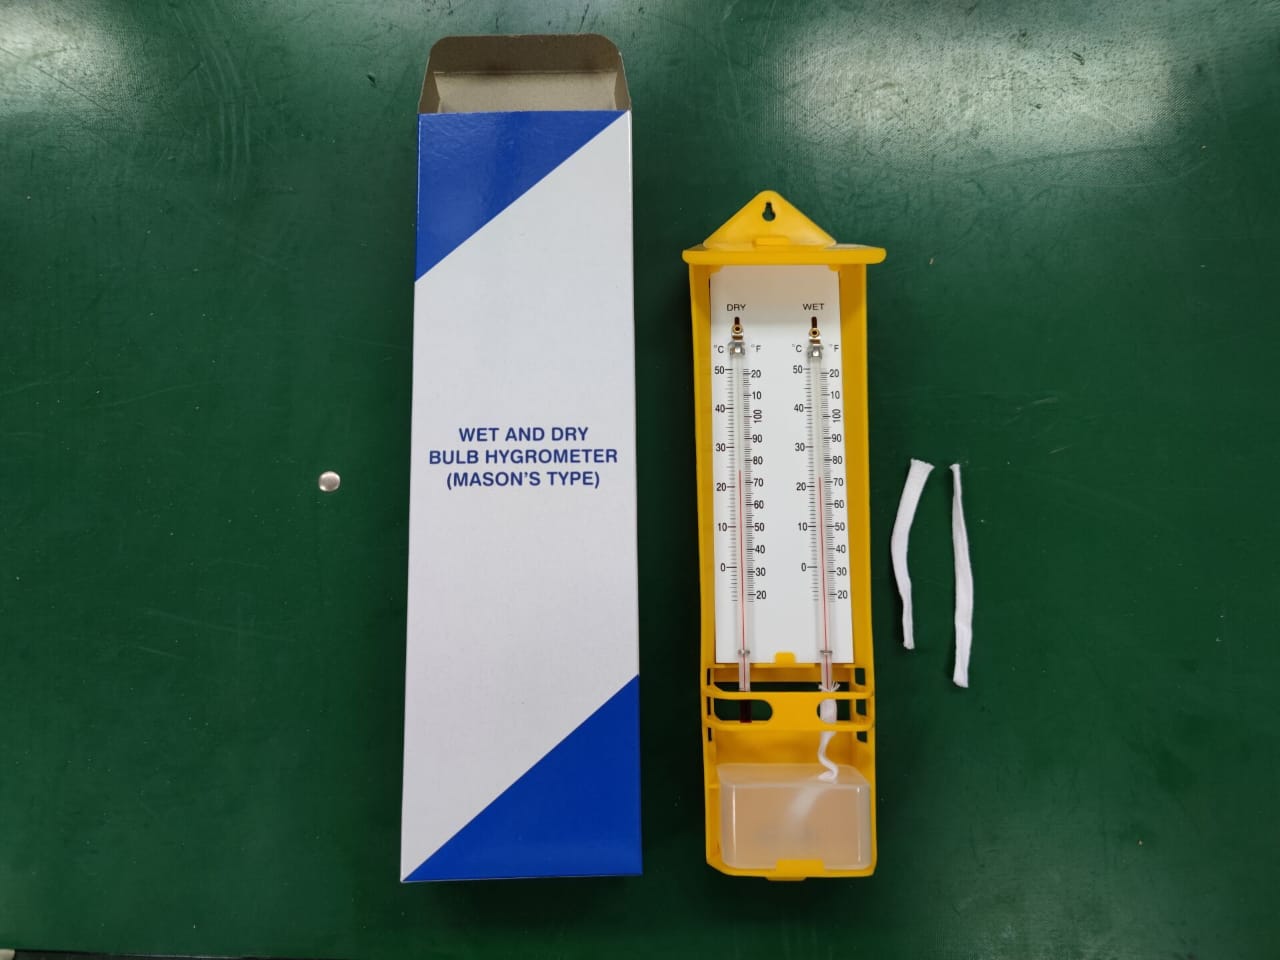 WET AND DRY
BULB HYGROMETER
(MASON'S TYPE)
DRY WET
°C °F °C °F
50 20 50 20
10 10
40 100 40 100
90 90
30 80 30 80
20 70 20 70
60 60
10 50 10 50
40 40
0 30 0 30
20 20